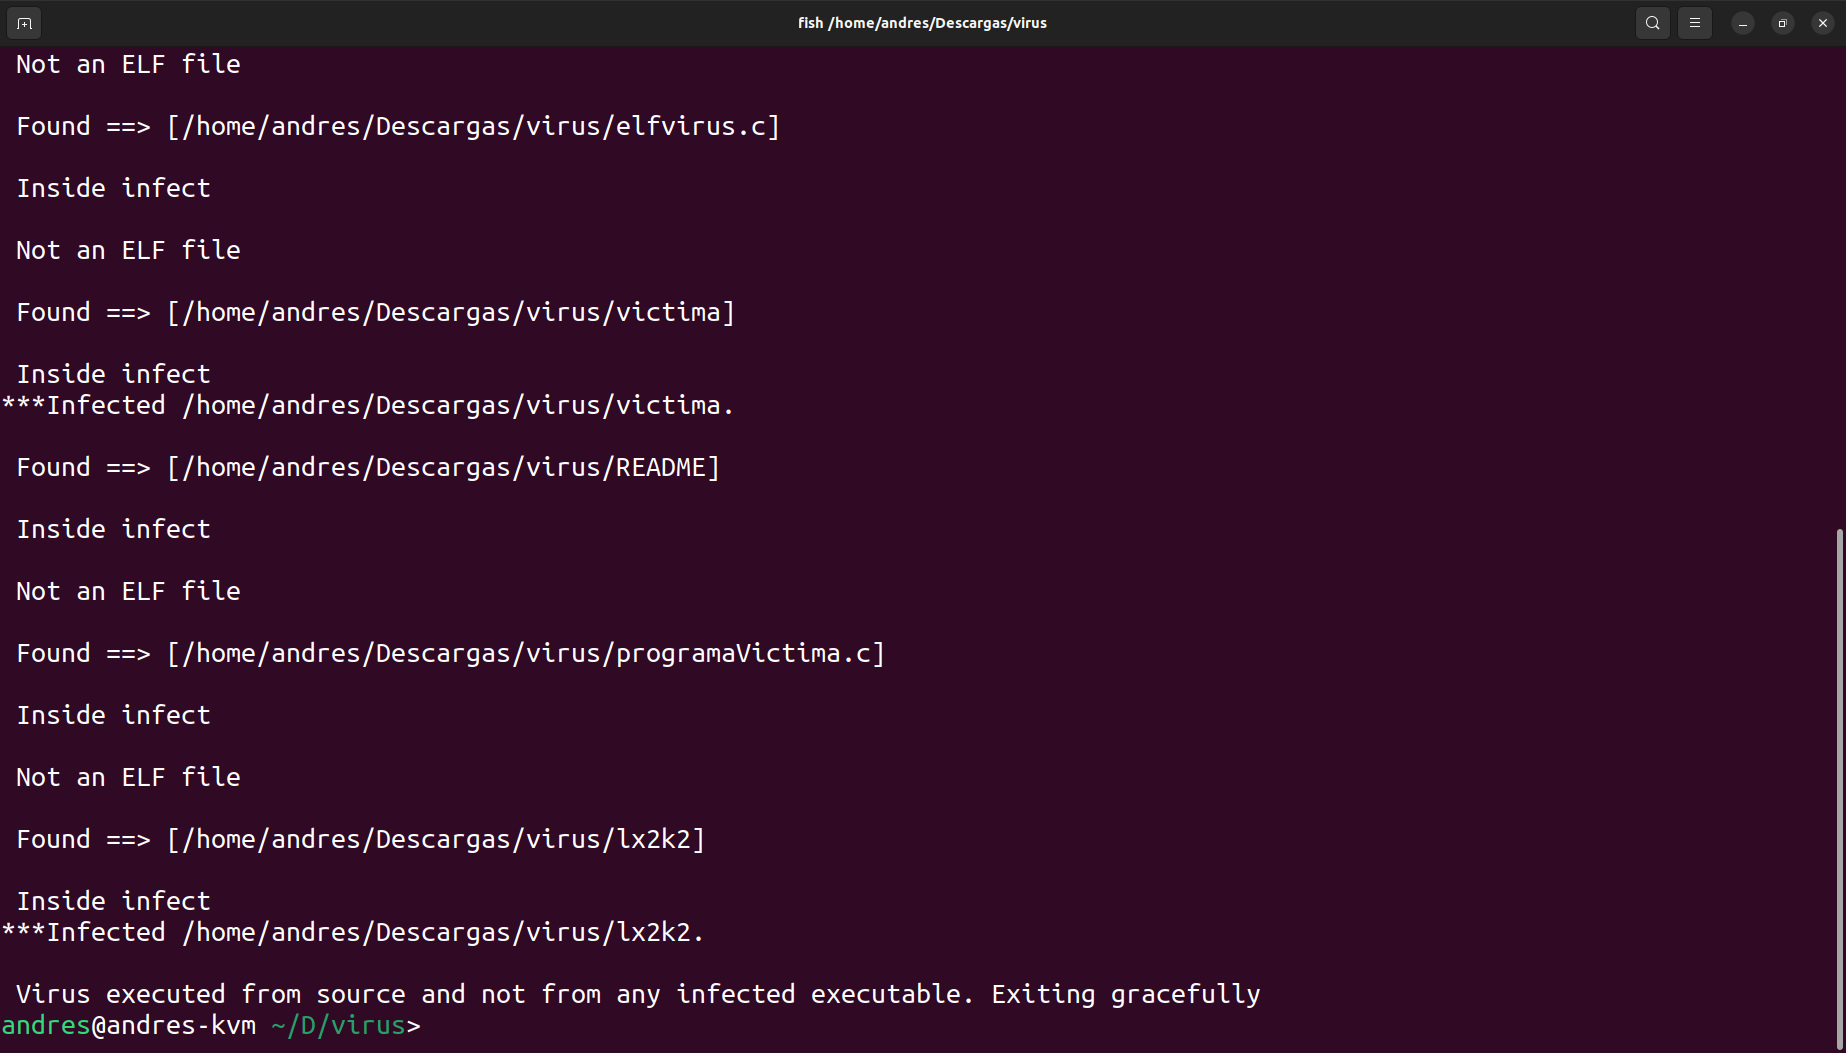 fish /home/andres/Descargas/virus
Not an ELF file
Found ==> [/home/andres/Descargas/virus/elfvirus.c]
Inside infect
Not an ELF file
Found ==> [/home/andres/Descargas/virus/victima]
Inside infect
***Infected /home/andres/Descargas/virus/victima.
Found ==> [/home/andres/Descargas/virus/README]
Inside infect
Not an ELF file
Found ==> [/home/andres/Descargas/virus/programaVictima.c]
Inside infect
Not an ELF file
Found ==> [/home/andres/Descargas/virus/lx2k2]
Inside infect
***Infected /home/andres/Descargas/virus/lx2k2.
Virus executed from source and not from any infected executable. Exiting gracefully
andres@andres-kvm ~/D/virus>